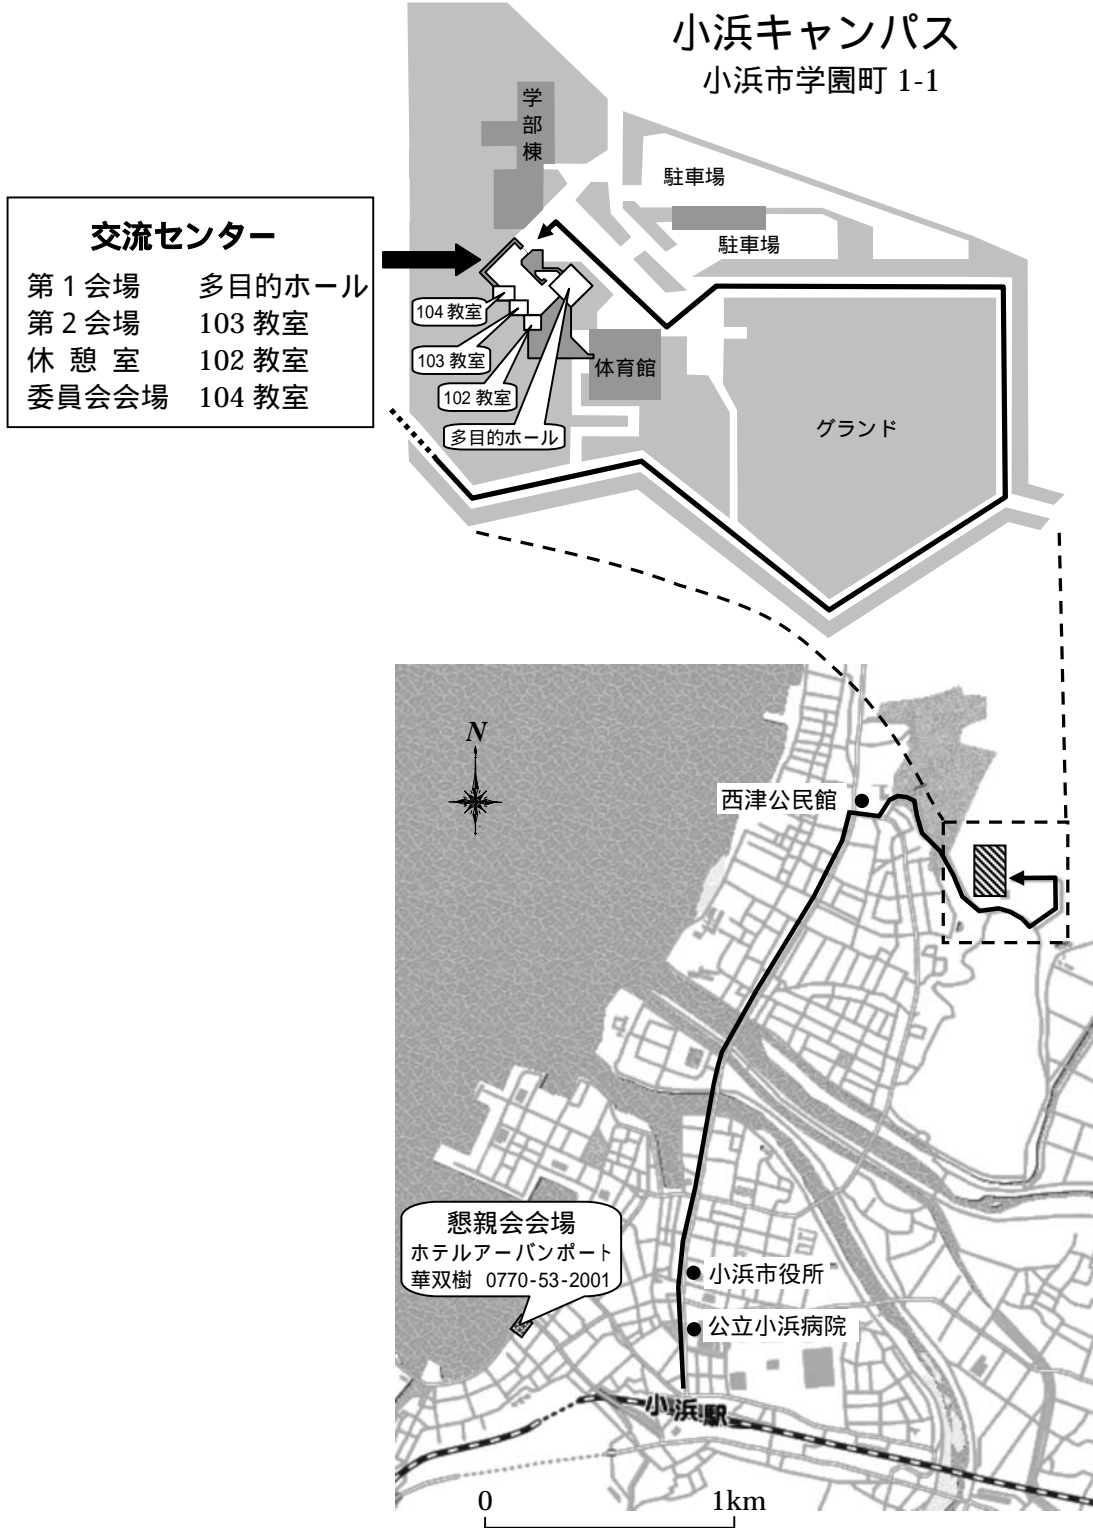 小浜キャンパス
小浜市学園町 1-1
学部棟
駐車場
駐車場
交流センター
第 1 会場 多目的ホール
第 2 会場 103 教室
休 憩 室 102 教室
委員会会場 104 教室
104 教室
103 教室
102 教室
多目的ホール
体育館
グランド
N
西津公民館
懇親会会場
ホテルアーバンポート
華双樹 0770-53-2001
小浜市役所
公立小浜病院
小浜駅
0 1km